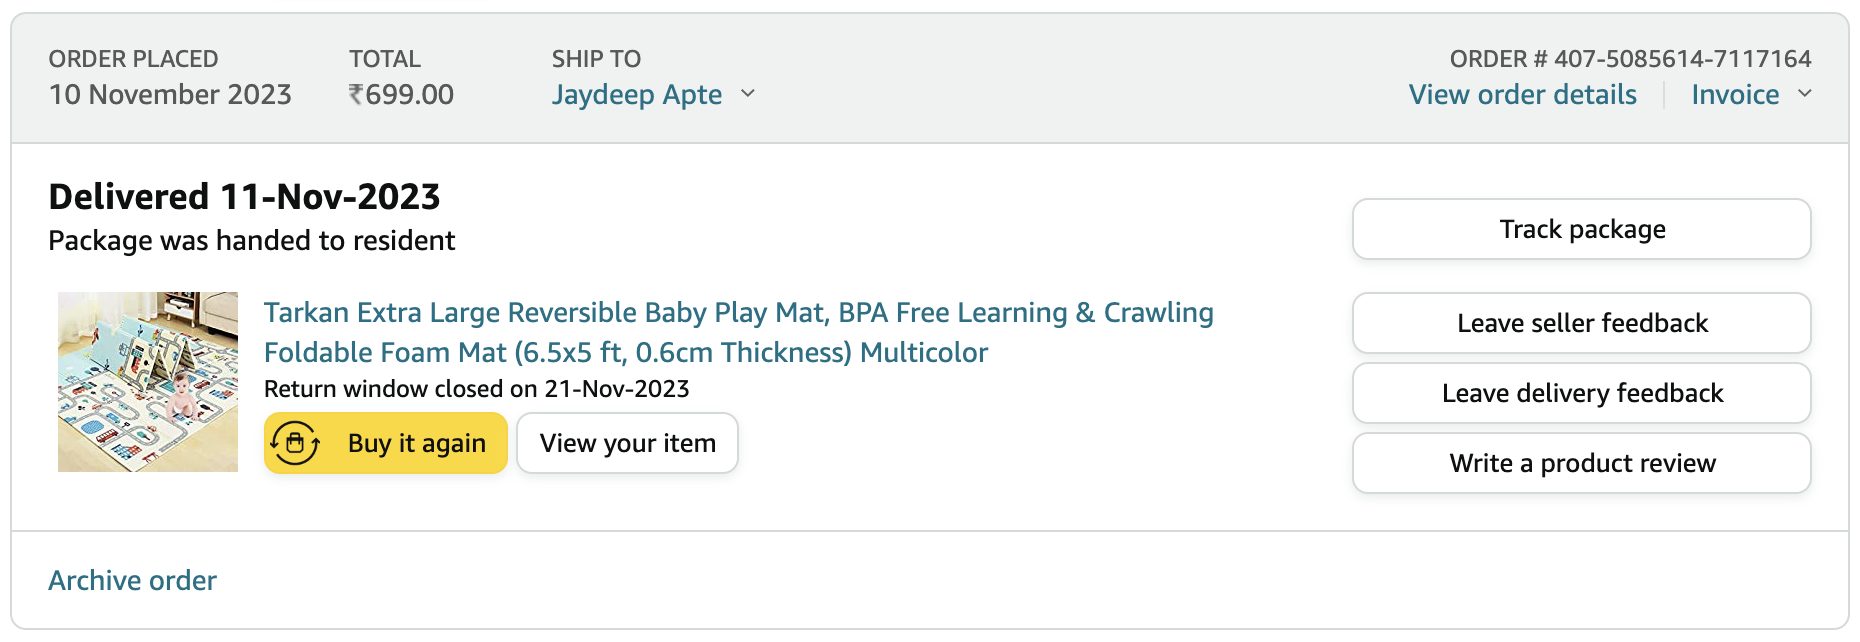 ORDER PLACED
10 November 2023
TOTAL
₹699.00
SHIP TO
Jaydeep Apte
ORDER # 407-5085614-7117164
View order details
Invoice
Delivered 11-Nov-2023
Package was handed to resident
Tarkan Extra Large Reversible Baby Play Mat, BPA Free Learning & Crawling
Foldable Foam Mat (6.5x5 ft, 0.6cm Thickness) Multicolor
Return window closed on 21-Nov-2023
Buy it again
View your item
Track package
Leave seller feedback
Leave delivery feedback
Write a product review
Archive order